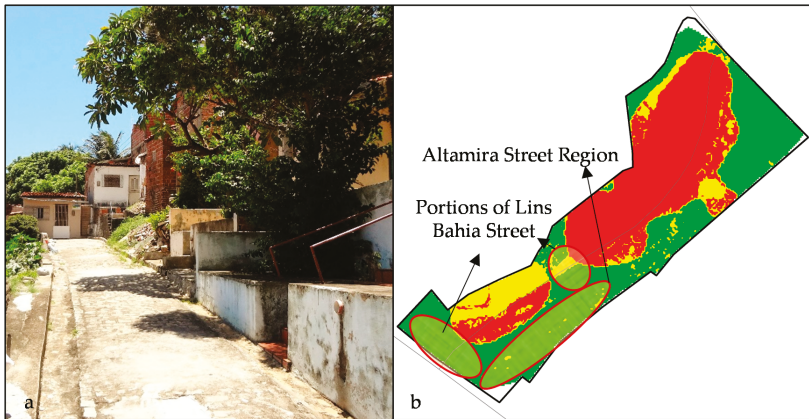 a
Altamira Street Region
Portions of Lins
Bahia Street
b